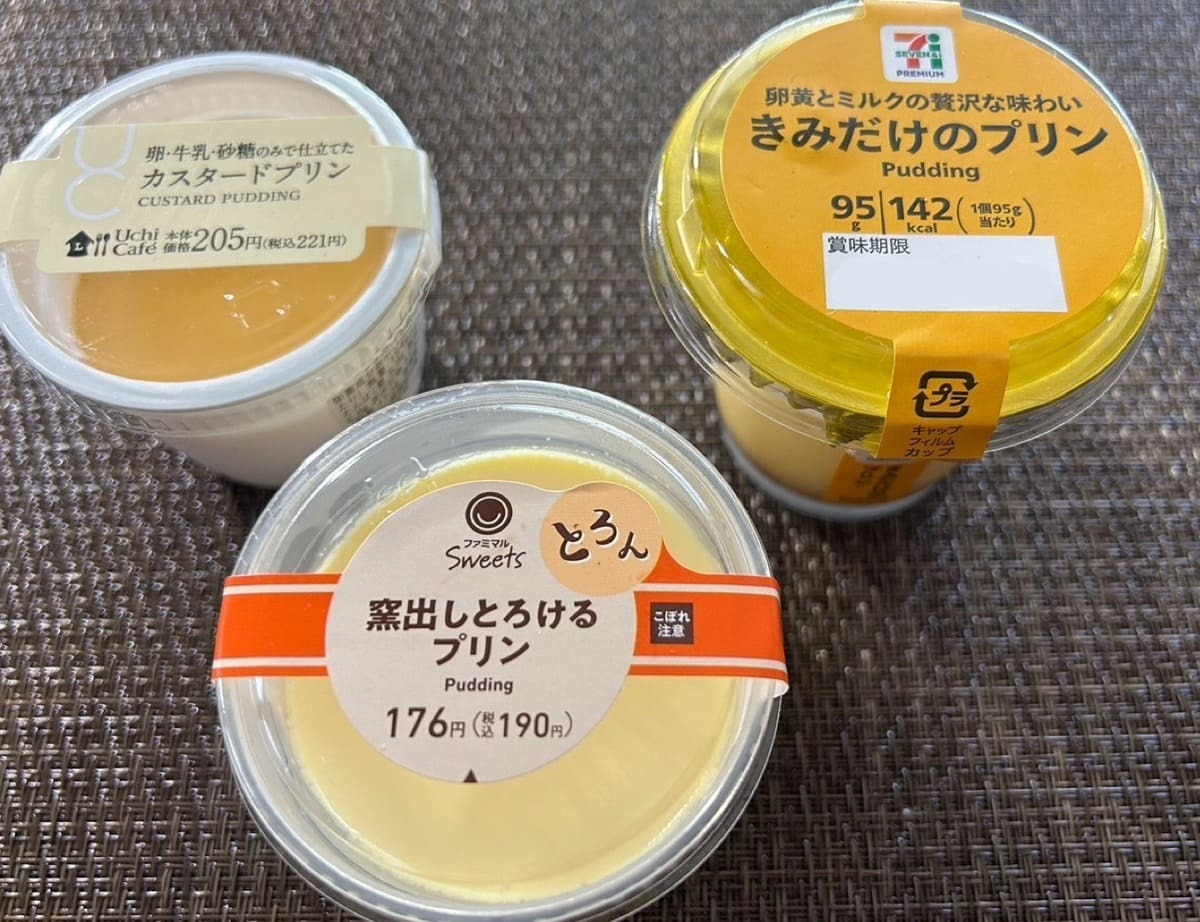 UC
卵・牛乳・砂糖のみで仕立てた
カスタードプリン
CUSTARD PUDDING
L
Uchi Café
本体価格205円(税込221円)
SEVEN&i
PREMIUM
卵黄とミルクの贅沢な味わい
きみだけのプリン
Pudding
95g 142kcal (1個95g当たり)
賞味期限
プラ
キャップ
フィルム
カップ
ファミマル
Sweets
とろん
窯出しとろける
プリン
Pudding
176円(税込190円)
こぼれ
注意